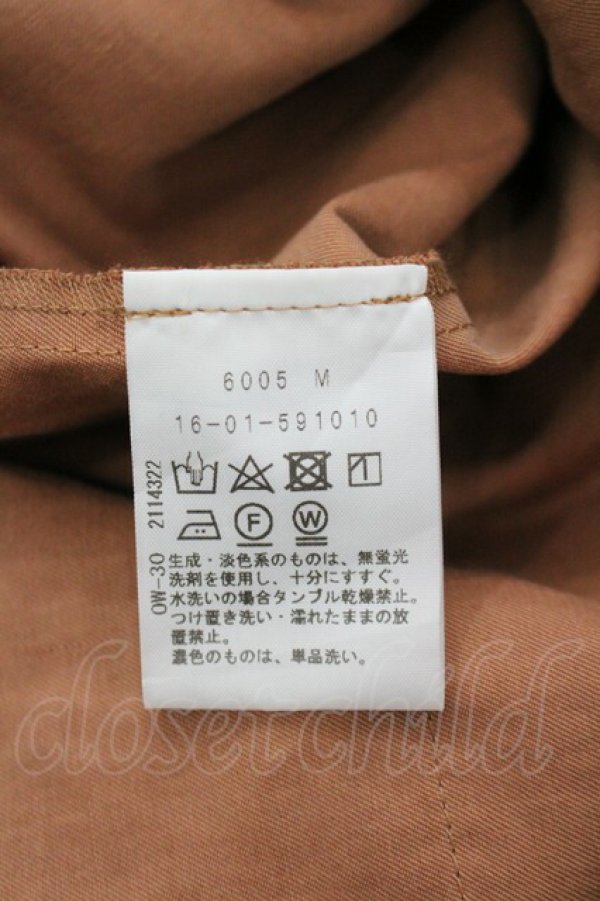 6005 M
16-01-591010
F W
OW-30 2114322
生成・淡色系のものは、無蛍光
洗剤を使用し、十分にすすぐ。
水洗いの場合タンブル乾燥禁止。
つけ置き洗い・濡れたままの放
置禁止。
濃色のものは、単品洗い。
closet child